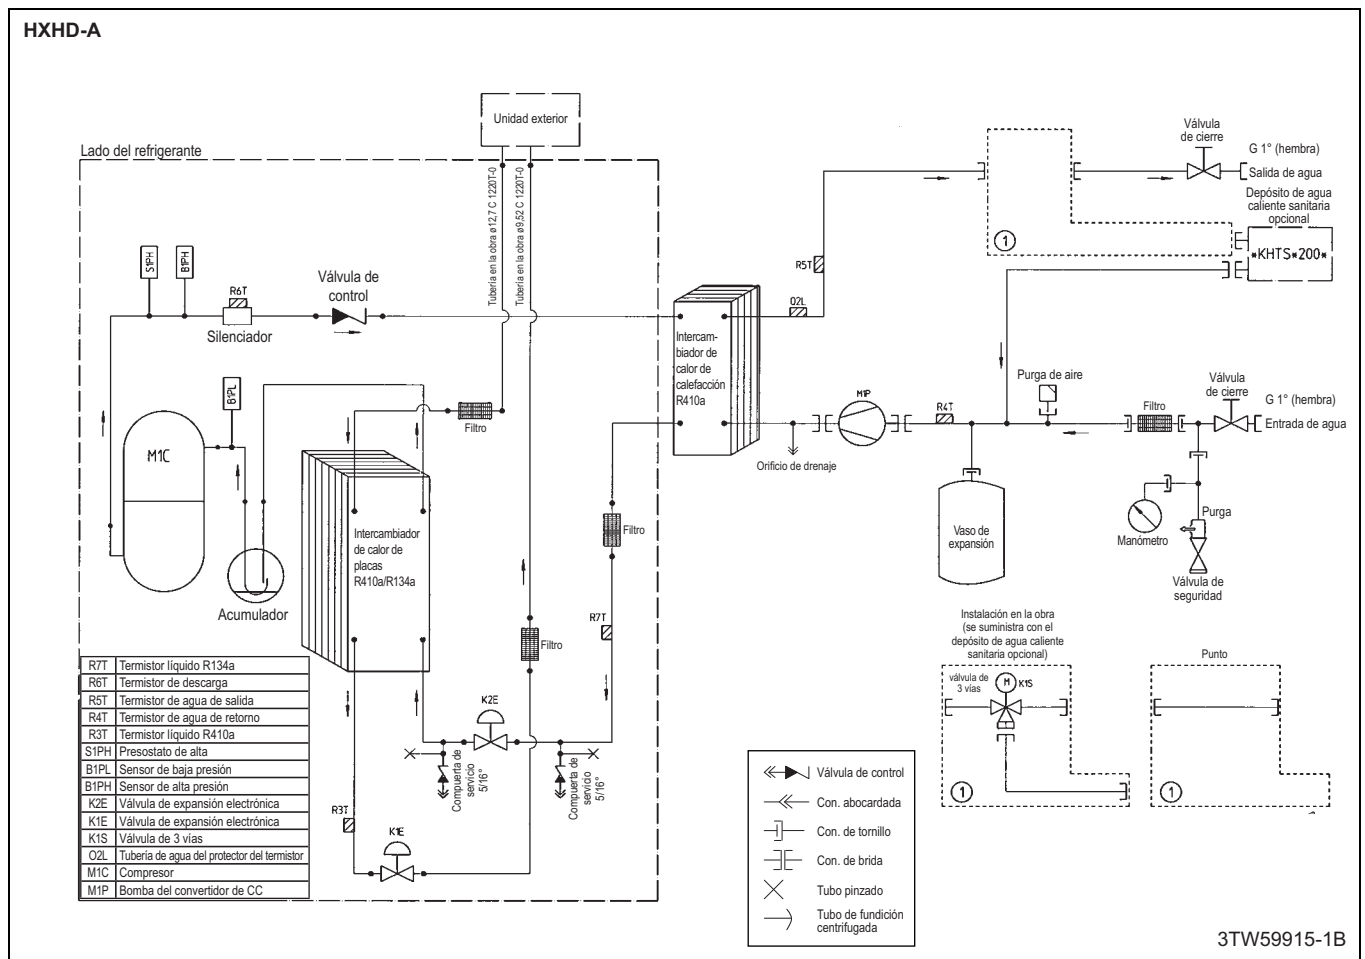 HXHD-A
Unidad exterior
Lado del refrigerante
Tubería en la obra ø12,7 C 1220T-0
Tubería en la obra ø9,52 C 1220T-0
S1PH
B1PH
R6T
Silenciador
Válvula de
control
B1PL
M1C
Acumulador
Filtro
Intercambiador
de calor de
placas
R410a/R134a
Filtro
Filtro
R7T
K2E
Compuerta de
servicio
5/16"
Compuerta de
servicio
5/16"
R3T
K1E
R7T Termistor líquido R134a
R6T Termistor de descarga
R5T Termistor de agua de salida
R4T Termistor de agua de retorno
R3T Termistor líquido R410a
S1PH Presostato de alta
B1PL Sensor de baja presión
B1PH Sensor de alta presión
K2E Válvula de expansión electrónica
K1E Válvula de expansión electrónica
K1S Válvula de 3 vías
O2L Tubería de agua del protector del termistor
M1C Compresor
M1P Bomba del convertidor de CC
Intercam-
biador de
calor de
calefacción
R410a
R5T
O2L
Válvula
de cierre
G 1" (hembra)
Salida de agua
Depósito de agua
caliente sanitaria
opcional
*KHTS*200*
1
M1P
R4T
Purga de aire
Filtro
Válvula
de cierre
G 1" (hembra)
Entrada de agua
Orificio de drenaje
Vaso de
expansión
Manómetro
Purga
Válvula de
seguridad
Instalación en la obra
(se suministra con el
depósito de agua caliente
sanitaria opcional)
válvula de
3 vías
M
K1S
1
Punto
1
Válvula de control
Con. abocardada
Con. de tornillo
Con. de brida
Tubo pinzado
Tubo de fundición
centrifugada
3TW59915-1B